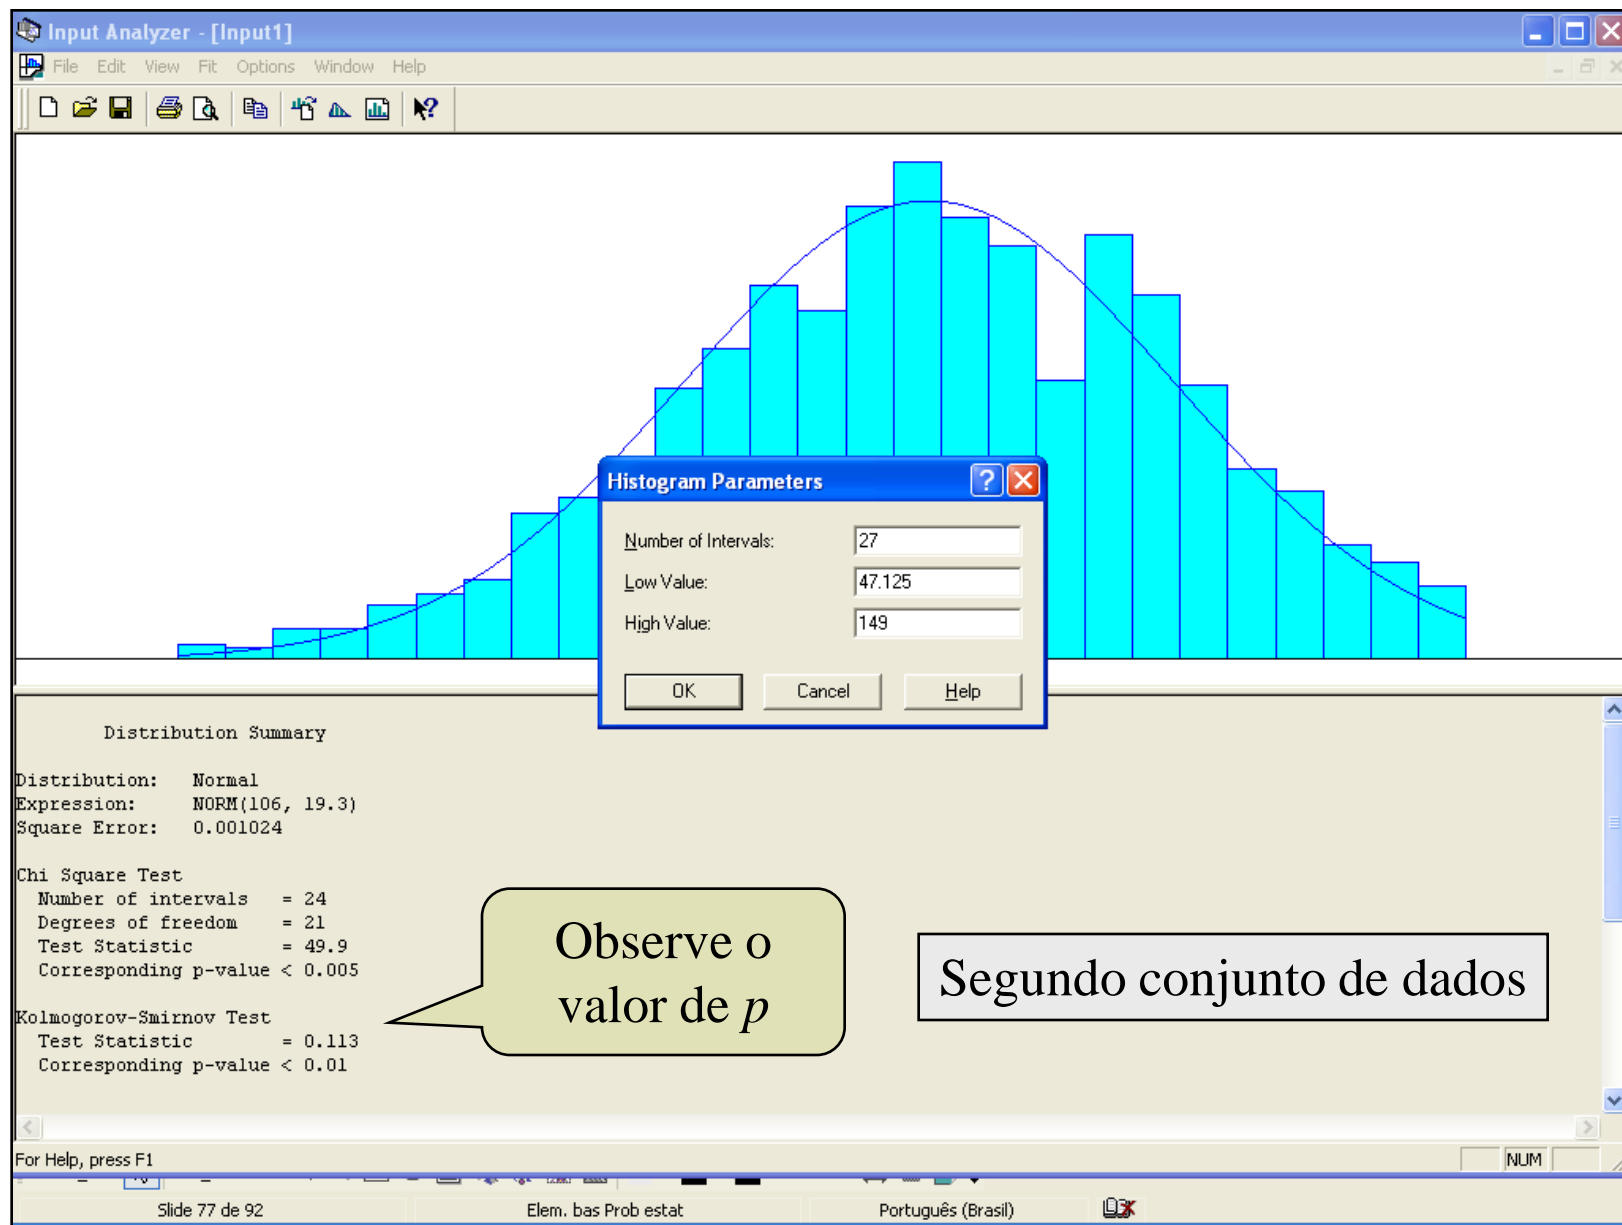 Input Analyzer - [Input1]
File Edit View Fit Options Window Help
Histogram Parameters
Number of Intervals: 27
Low Value: 47.125
High Value: 149
OK Cancel Help
Distribution Summary
Distribution: Normal
Expression: NORM(106, 19.3)
Square Error: 0.001024
Chi Square Test
Number of intervals = 24
Degrees of freedom = 21
Test Statistic = 49.9
Corresponding p-value < 0.005
Kolmogorov-Smirnov Test
Test Statistic = 0.113
Corresponding p-value < 0.01
Observe o
valor de p
Segundo conjunto de dados
For Help, press F1 NUM
Slide 77 de 92 Elem. bas Prob estat Português (Brasil)